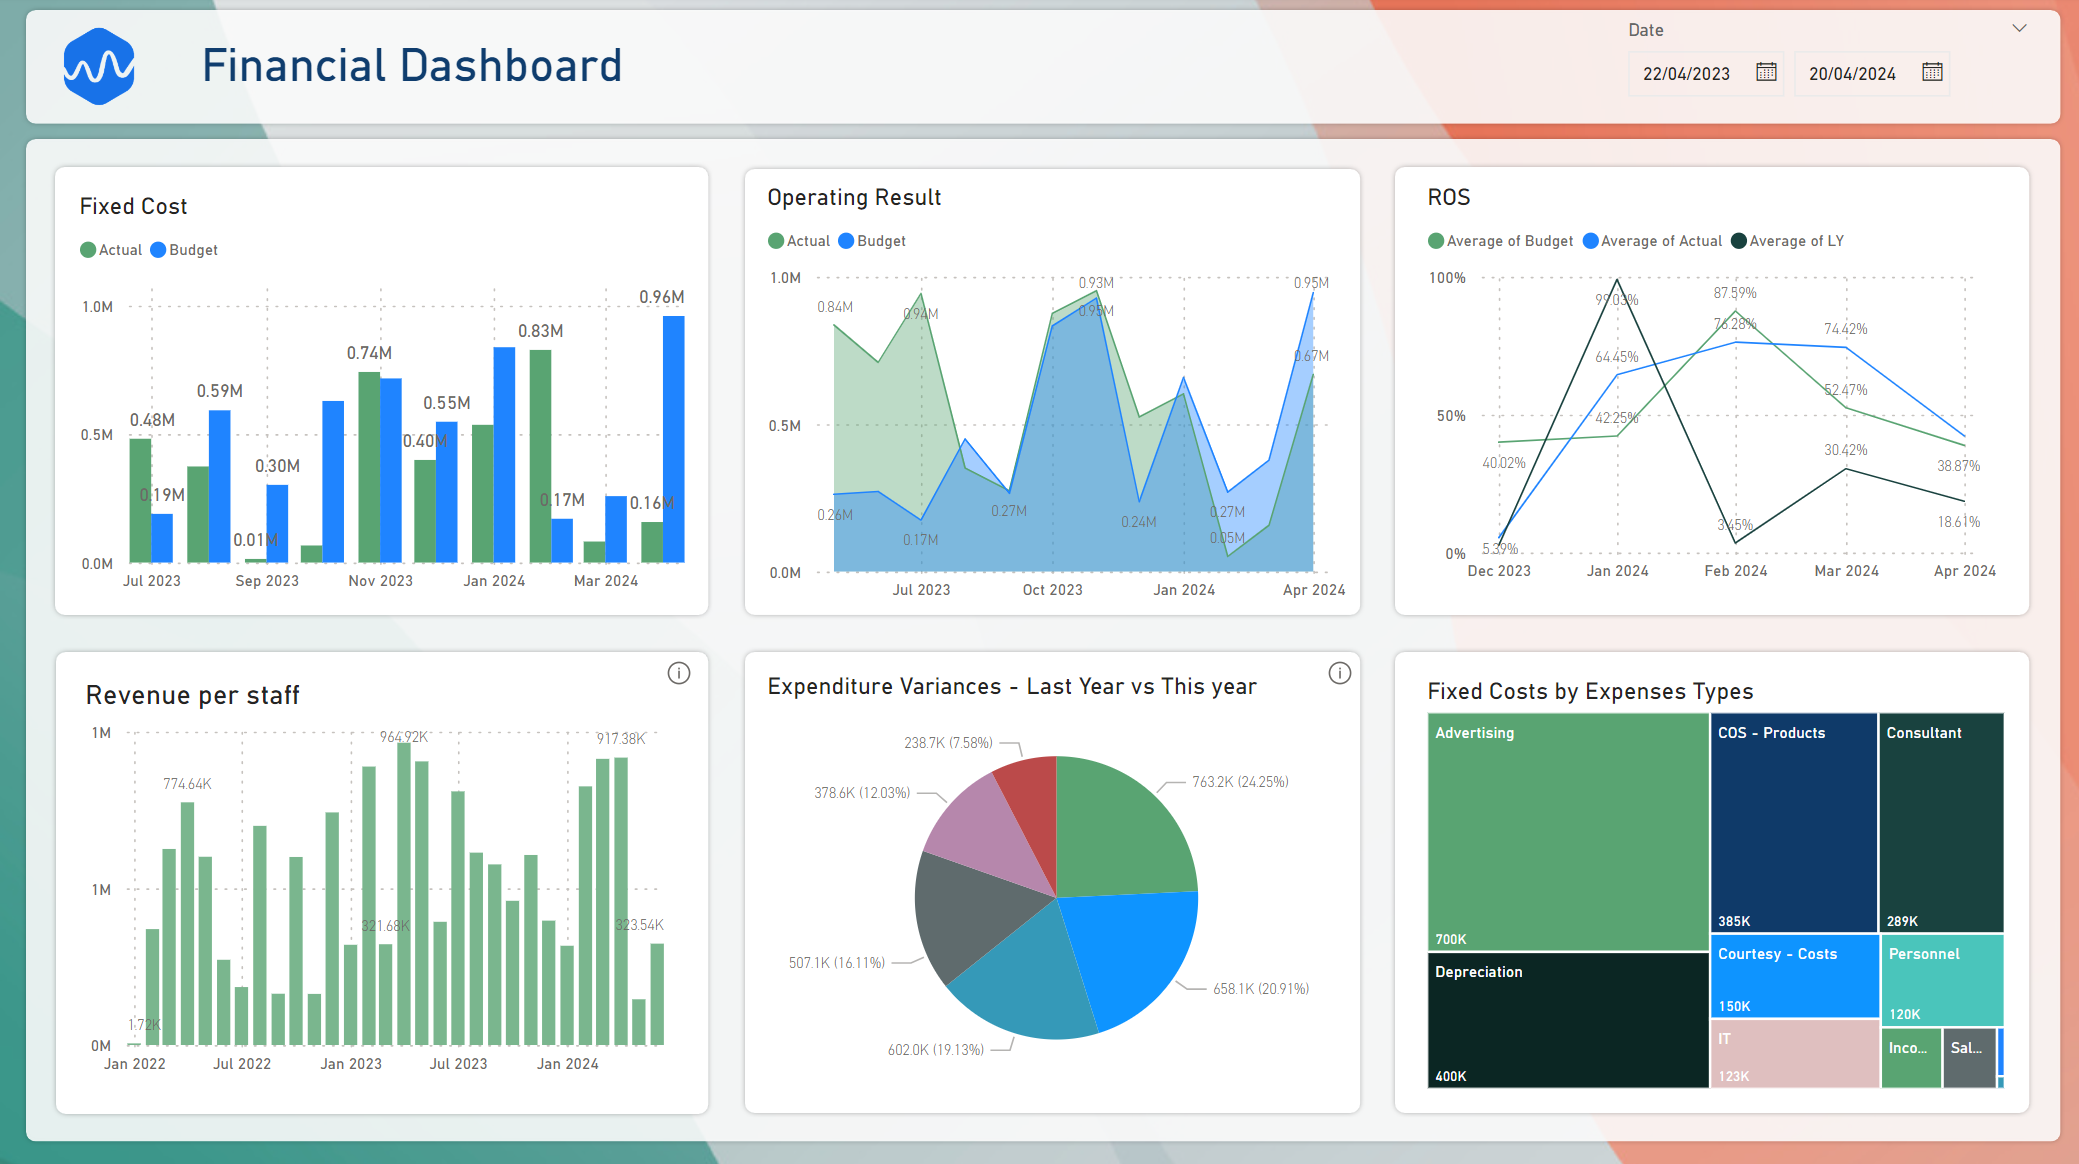 Financial Dashboard
Date
22/04/2023
20/04/2024
Fixed Cost
Actual Budget
1.0M
0.5M
0.0M
0.48M
0.19M
0.59M
0.01M
0.30M
0.74M
0.40M
0.55M
0.83M
0.17M
0.16M
0.96M
Jul 2023 Sep 2023 Nov 2023 Jan 2024 Mar 2024
Operating Result
Actual Budget
1.0M
0.5M
0.0M
0.84M
0.26M
0.94M
0.17M
0.27M
0.93M
0.95M
0.24M
0.27M
0.05M
0.95M
0.67M
Jul 2023 Oct 2023 Jan 2024 Apr 2024
ROS
Average of Budget Average of Actual Average of LY
100%
50%
0%
40.02%
5.39%
99.03%
64.45%
42.25%
87.59%
76.28%
3.45%
74.42%
52.47%
30.42%
38.87%
18.61%
Dec 2023 Jan 2024 Feb 2024 Mar 2024 Apr 2024
Revenue per staff
1M
1M
0M
1.72K
774.64K
964.92K
321.68K
917.38K
323.54K
Jan 2022 Jul 2022 Jan 2023 Jul 2023 Jan 2024
Expenditure Variances - Last Year vs This year
238.7K (7.58%)
763.2K (24.25%)
378.6K (12.03%)
507.1K (16.11%)
658.1K (20.91%)
602.0K (19.13%)
Fixed Costs by Expenses Types
Advertising
700K
Depreciation
400K
COS - Products
385K
Consultant
289K
Courtesy - Costs
150K
Personnel
120K
IT
123K
Inco...
Sal...